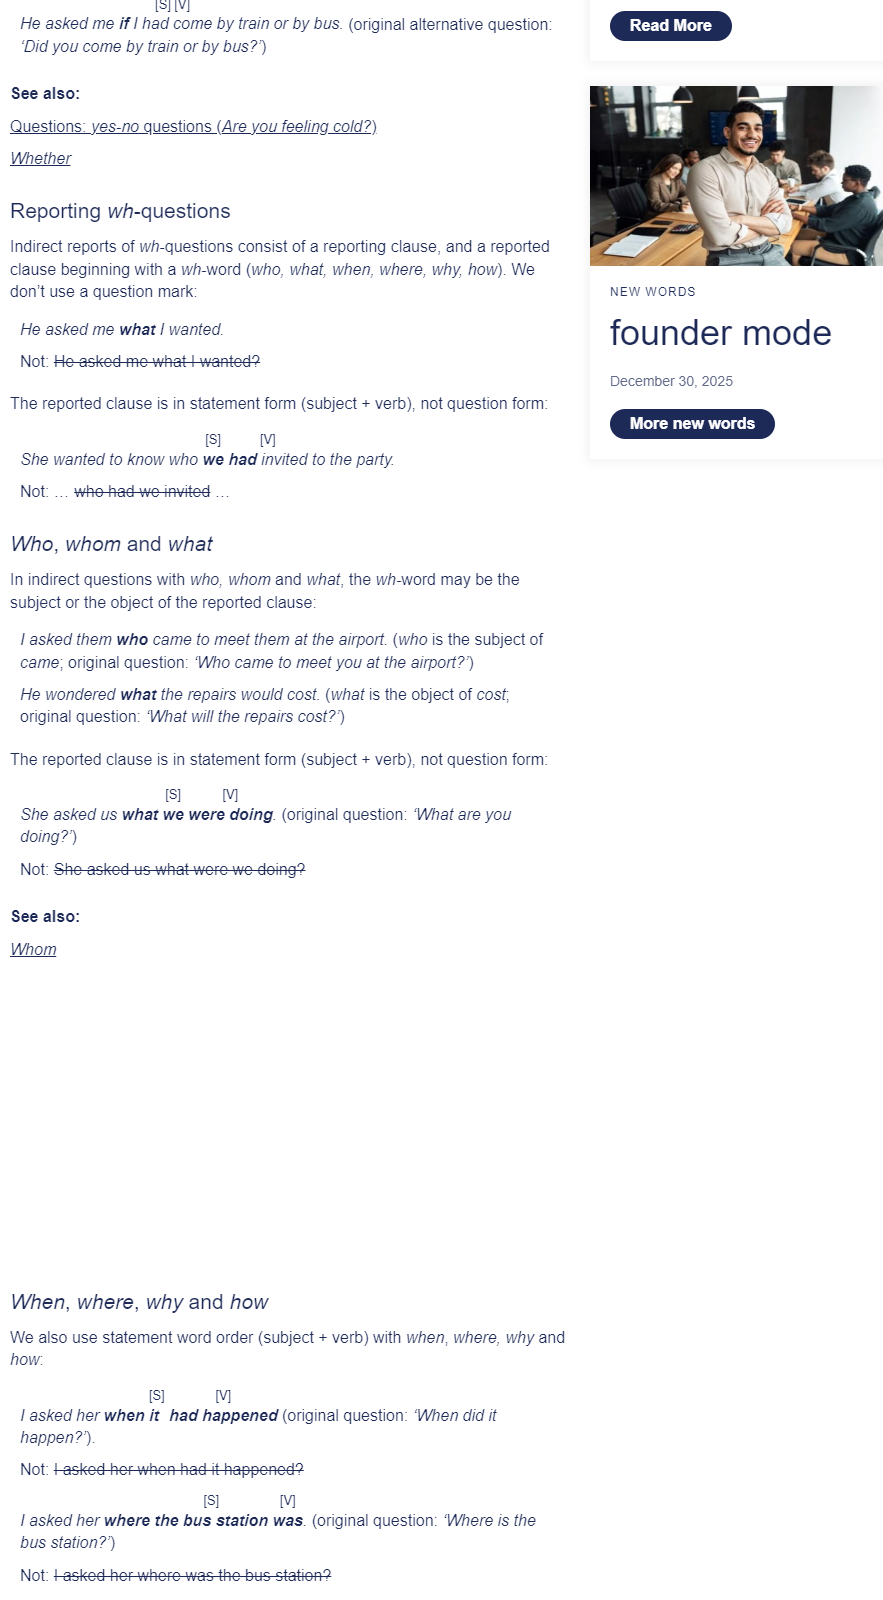 [S] [V]
He asked me if I had come by train or by bus. (original alternative question:
‘Did you come by train or by bus?’)
See also:
Questions: yes-no questions (Are you feeling cold?)
Whether
Reporting wh-questions
Indirect reports of wh-questions consist of a reporting clause, and a reported
clause beginning with a wh-word (who, what, when, where, why, how). We
don’t use a question mark:
He asked me what I wanted.
Not: He asked me what I wanted?
The reported clause is in statement form (subject + verb), not question form:
[S] [V]
She wanted to know who we had invited to the party.
Not: … who had we invited …
Who, whom and what
In indirect questions with who, whom and what, the wh-word may be the
subject or the object of the reported clause:
I asked them who came to meet them at the airport. (who is the subject of
came; original question: ‘Who came to meet you at the airport?’)
He wondered what the repairs would cost. (what is the object of cost;
original question: ‘What will the repairs cost?’)
The reported clause is in statement form (subject + verb), not question form:
[S] [V]
She asked us what we were doing. (original question: ‘What are you
doing?’)
Not: She asked us what were we doing?
See also:
Whom
When, where, why and how
We also use statement word order (subject + verb) with when, where, why and
how:
[S] [V]
I asked her when it had happened (original question: ‘When did it
happen?’).
Not: I asked her when had it happened?
[S] [V]
I asked her where the bus station was. (original question: ‘Where is the
bus station?’)
Not: I asked her where was the bus station?
Read More
NEW WORDS
founder mode
December 30, 2025
More new words